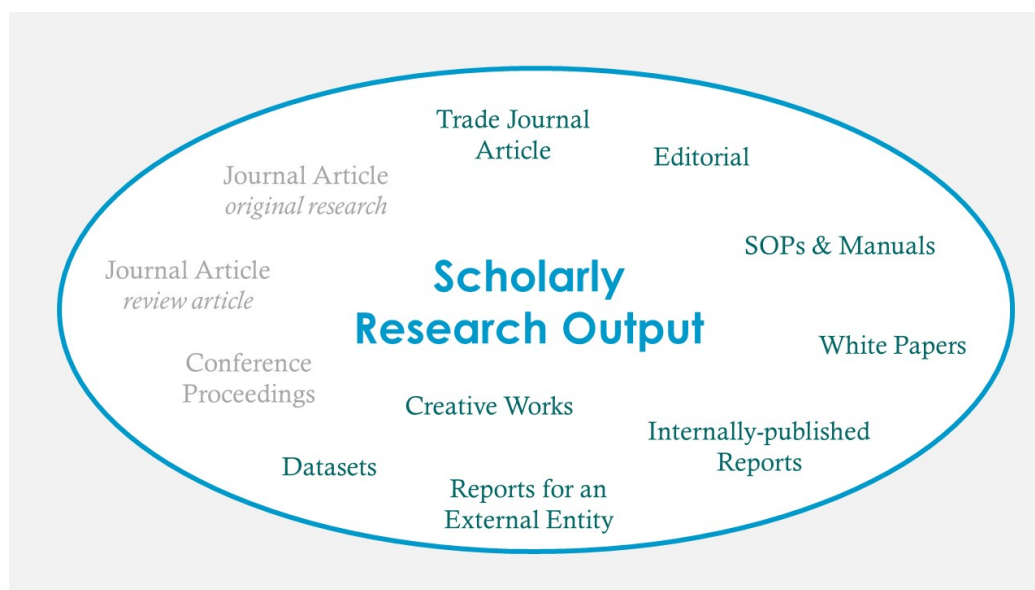 Trade Journal
Article
Editorial
Journal Article
original research
SOPs & Manuals
Journal Article
review article
Scholarly
Research Output
White Papers
Conference
Proceedings
Creative Works
Internally-published
Reports
Datasets
Reports for an
External Entity